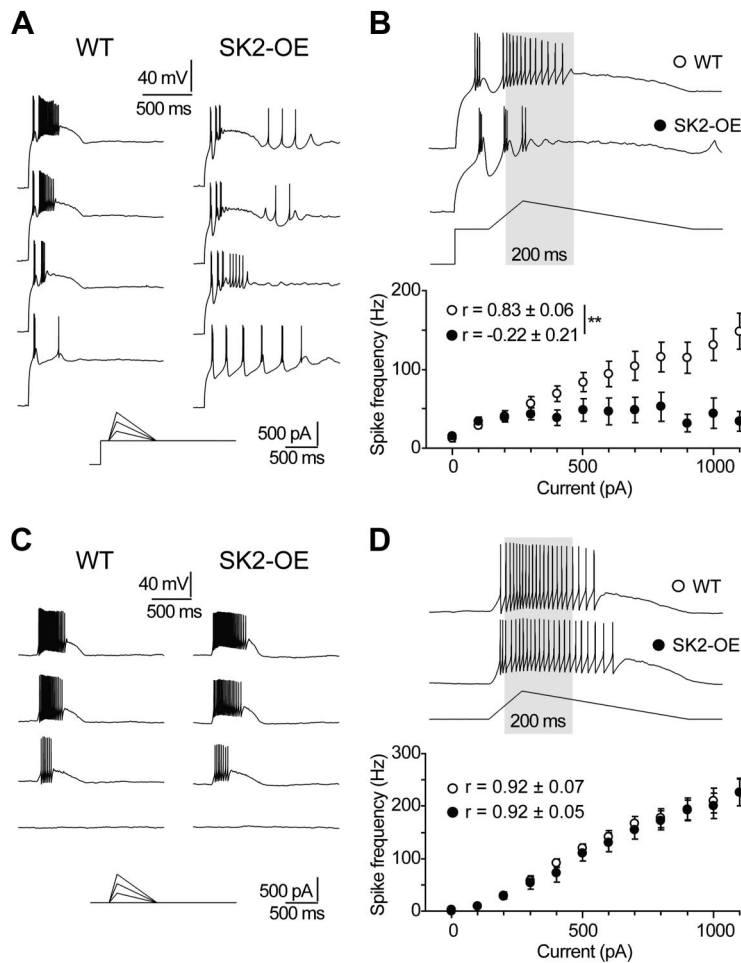 A
WT
SK2-OE
40 mV
500 ms
500 pA
500 ms
B
WT
SK2-OE
200 ms
200
100
0
Spike frequency (Hz)
r = 0.83 ± 0.06
r = -0.22 ± 0.21
**
0
500
1000
Current (pA)
C
WT
SK2-OE
40 mV
500 ms
500 pA
500 ms
D
WT
SK2-OE
200 ms
300
200
100
0
Spike frequency (Hz)
r = 0.92 ± 0.07
r = 0.92 ± 0.05
0
500
1000
Current (pA)